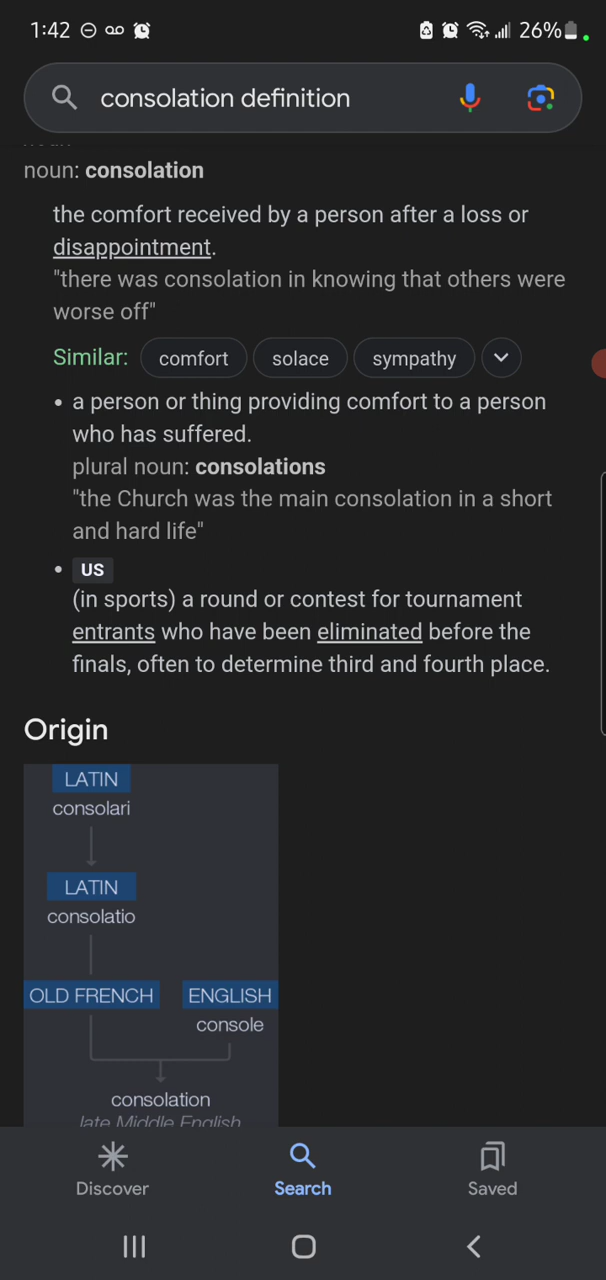 1:42 26%
consolation definition
noun: consolation
the comfort received by a person after a loss or
disappointment.
"there was consolation in knowing that others were
worse off"
Similar: comfort solace sympathy
• a person or thing providing comfort to a person
who has suffered.
plural noun: consolations
"the Church was the main consolation in a short
and hard life"
• US
(in sports) a round or contest for tournament
entrants who have been eliminated before the
finals, often to determine third and fourth place.
Origin
LATIN
consolari
LATIN
consolatio
OLD FRENCH ENGLISH
console
consolation
late Middle English
Discover Search Saved